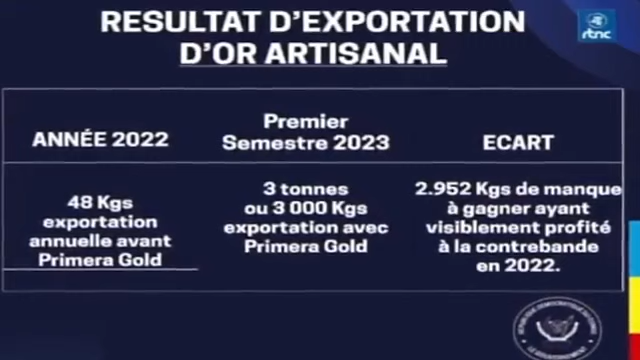 RESULTAT D'EXPORTATION
D'OR ARTISANAL
rtnc
ANNÉE 2022
Premier
Semestre 2023
ECART
48 Kgs
exportation
annuelle avant
Primera Gold
3 tonnes
ou 3 000 Kgs
exportation avec
Primera Gold
2.952 Kgs de manque
à gagner ayant
visiblement profité
à la contrebande
en 2022.